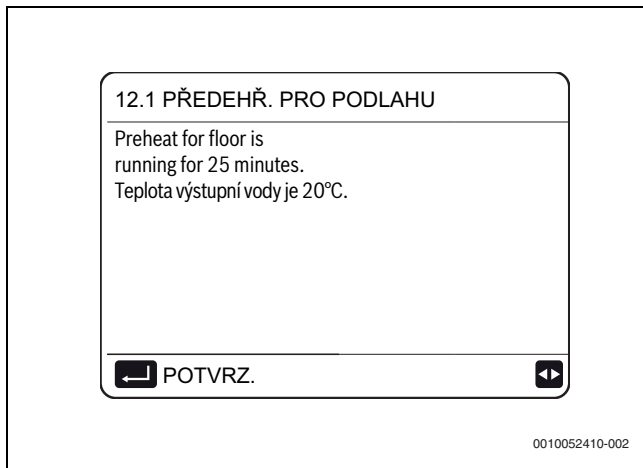 12.1 PŘEDEHŘ. PRO PODLAHU
Preheat for floor is
running for 25 minutes.
Teplota výstupní vody je 20°C.
POTVRZ.
0010052410-002